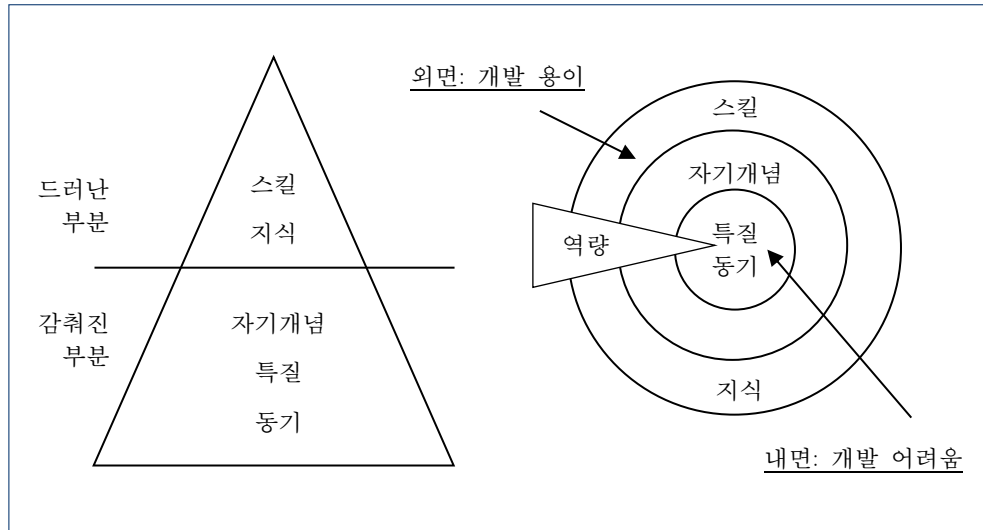 드러난
부분
스킬
지식
감춰진
부분
자기개념
특질
동기
외면: 개발 용이
스킬
자기개념
특질
동기
역량
지식
내면: 개발 어려움